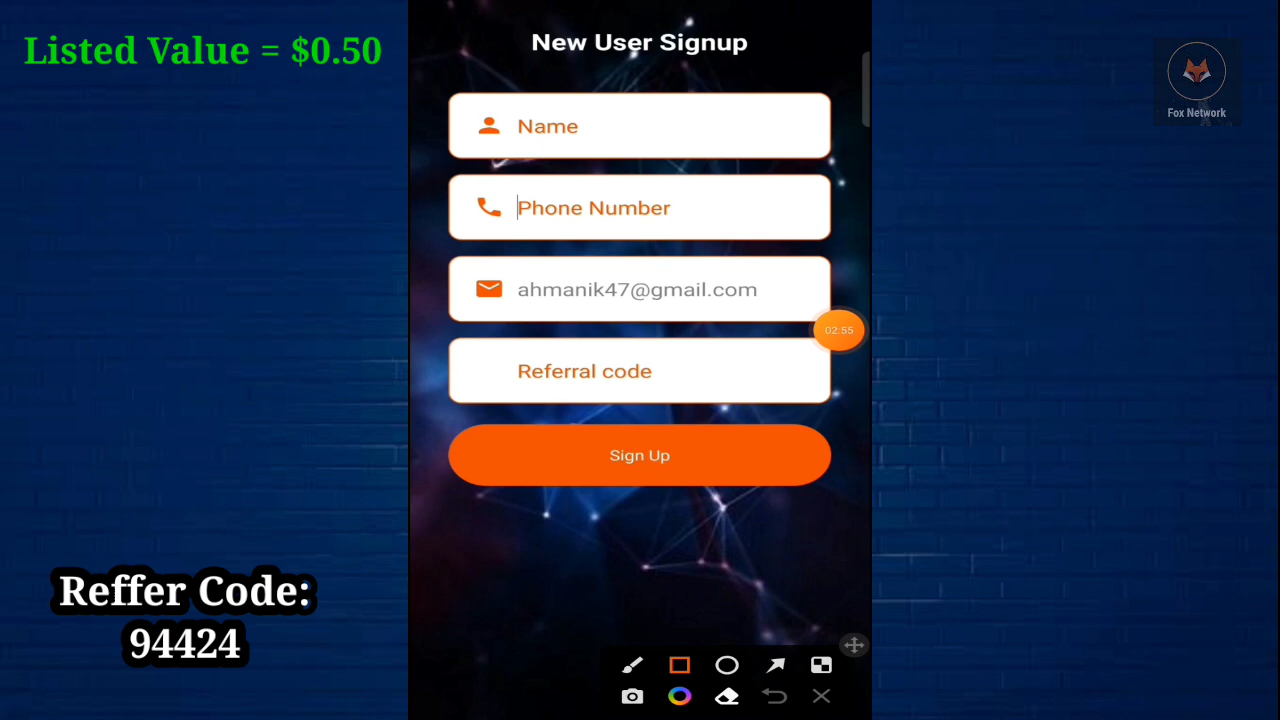 Listed Value = $0.50
New User Signup
Fox Network
Name
Phone Number
ahmanik47@gmail.com
02:55
Referral code
Sign Up
Reffer Code:
94424